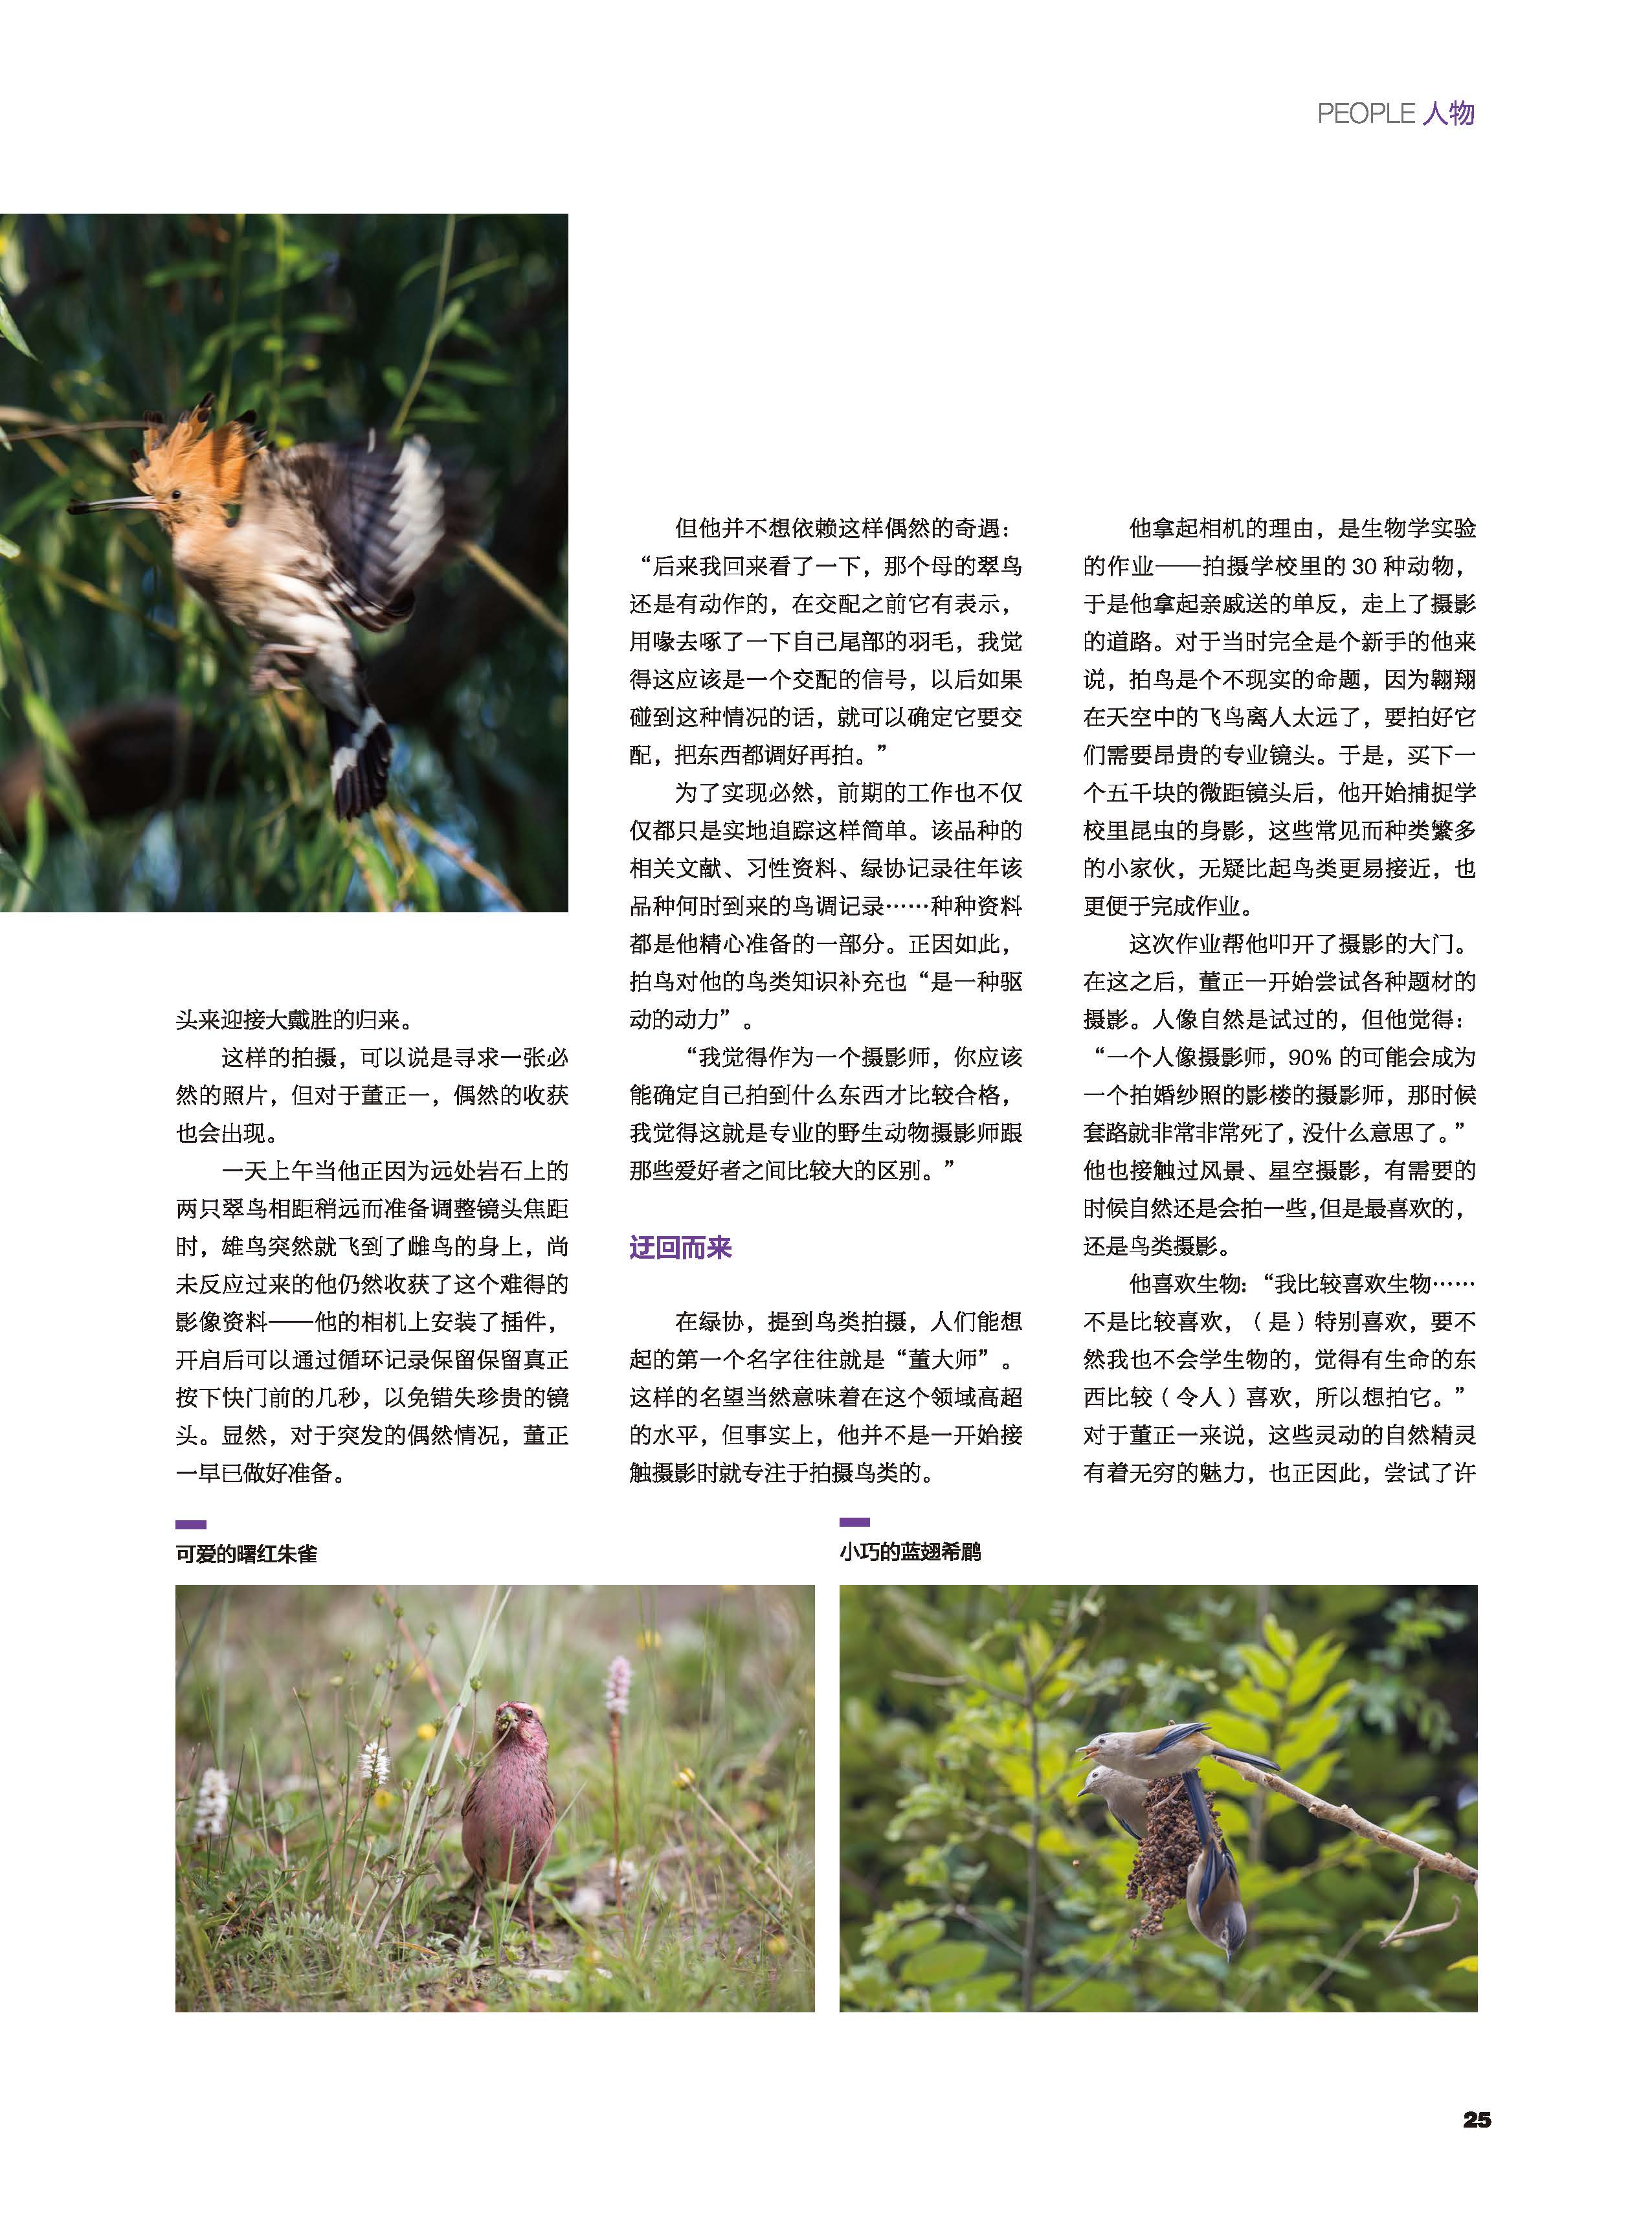 PEOPLE 人物
头来迎接大戴胜的归来。
这样的拍摄，可以说是寻求一张必
然的照片，但对于董正一，偶然的收获
也会出现。
一天上午当他正因为远处岩石上的
两只翠鸟相距稍远而准备调整镜头焦距
时，雄鸟突然就飞到了雌鸟的身上，尚
未反应过来的他仍然收获了这个难得的
影像资料——他的相机上安装了插件，
开启后可以通过循环记录保留保留真正
按下快门前的几秒，以免错失珍贵的镜
头。显然，对于突发的偶然情况，董正
一早已做好准备。
但他并不想依赖这样偶然的奇遇：
“后来我回来看了一下，那个母的翠鸟
还是有动作的，在交配之前它有表示，
用喙去啄了一下自己尾部的羽毛，我觉
得这应该是一个交配的信号，以后如果
碰到这种情况的话，就可以确定它要交
配，把东西都调好再拍。”
为了实现必然，前期的工作也不仅
仅都只是实地追踪这样简单。该品种的
相关文献、习性资料、绿协记录往年该
品种何时到来的鸟调记录……种种资料
都是他精心准备的一部分。正因如此，
拍鸟对他的鸟类知识补充也“是一种驱
动的动力”。
“我觉得作为一个摄影师，你应该
能确定自己拍到什么东西才比较合格，
我觉得这就是专业的野生动物摄影师跟
那些爱好者之间比较大的区别。”
迂回而来
在绿协，提到鸟类拍摄，人们能想
起的第一个名字往往就是“董大师”。
这样的名望当然意味着在这个领域高超
的水平，但事实上，他并不是一开始接
触摄影时就专注于拍摄鸟类的。
他拿起相机的理由，是生物学实验
的作业——拍摄学校里的 30 种动物，
于是他拿起亲戚送的单反，走上了摄影
的道路。对于当时完全是个新手的他来
说，拍鸟是个不现实的命题，因为翱翔
在天空中的飞鸟离人太远了，要拍好它
们需要昂贵的专业镜头。于是，买下一
个五千块的微距镜头后，他开始捕捉学
校里昆虫的身影，这些常见而种类繁多
的小家伙，无疑比起鸟类更易接近，也
更便于完成作业。
这次作业帮他叩开了摄影的大门。
在这之后，董正一开始尝试各种题材的
摄影。人像自然是试过的，但他觉得：
“一个人像摄影师，90% 的可能会成为
一个拍婚纱照的影楼的摄影师，那时候
套路就非常非常死了，没什么意思了。”
他也接触过风景、星空摄影，有需要的
时候自然还是会拍一些，但是最喜欢的，
还是鸟类摄影。
他喜欢生物：“我比较喜欢生物……
不是比较喜欢，（是）特别喜欢，要不
然我也不会学生物的，觉得有生命的东
西比较（令人）喜欢，所以想拍它。”
对于董正一来说，这些灵动的自然精灵
有着无穷的魅力，也正因此，尝试了许
可爱的曙红朱雀
小巧的蓝翅希鹛
25